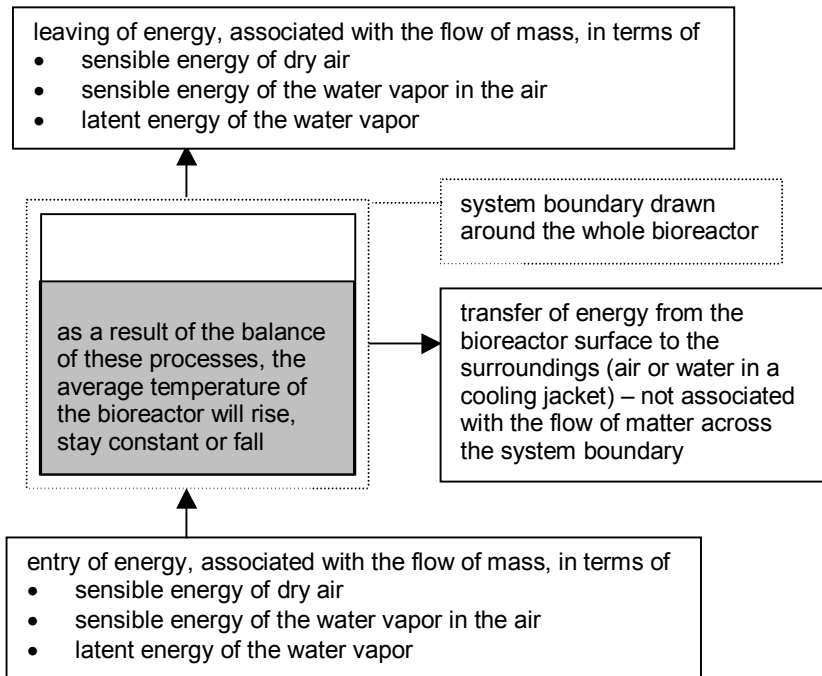 leaving of energy, associated with the flow of mass, in terms of
• sensible energy of dry air
• sensible energy of the water vapor in the air
• latent energy of the water vapor
system boundary drawn
around the whole bioreactor
as a result of the balance
of these processes, the
average temperature of
the bioreactor will rise,
stay constant or fall
transfer of energy from the
bioreactor surface to the
surroundings (air or water in a
cooling jacket) – not associated
with the flow of matter across
the system boundary
entry of energy, associated with the flow of mass, in terms of
• sensible energy of dry air
• sensible energy of the water vapor in the air
• latent energy of the water vapor